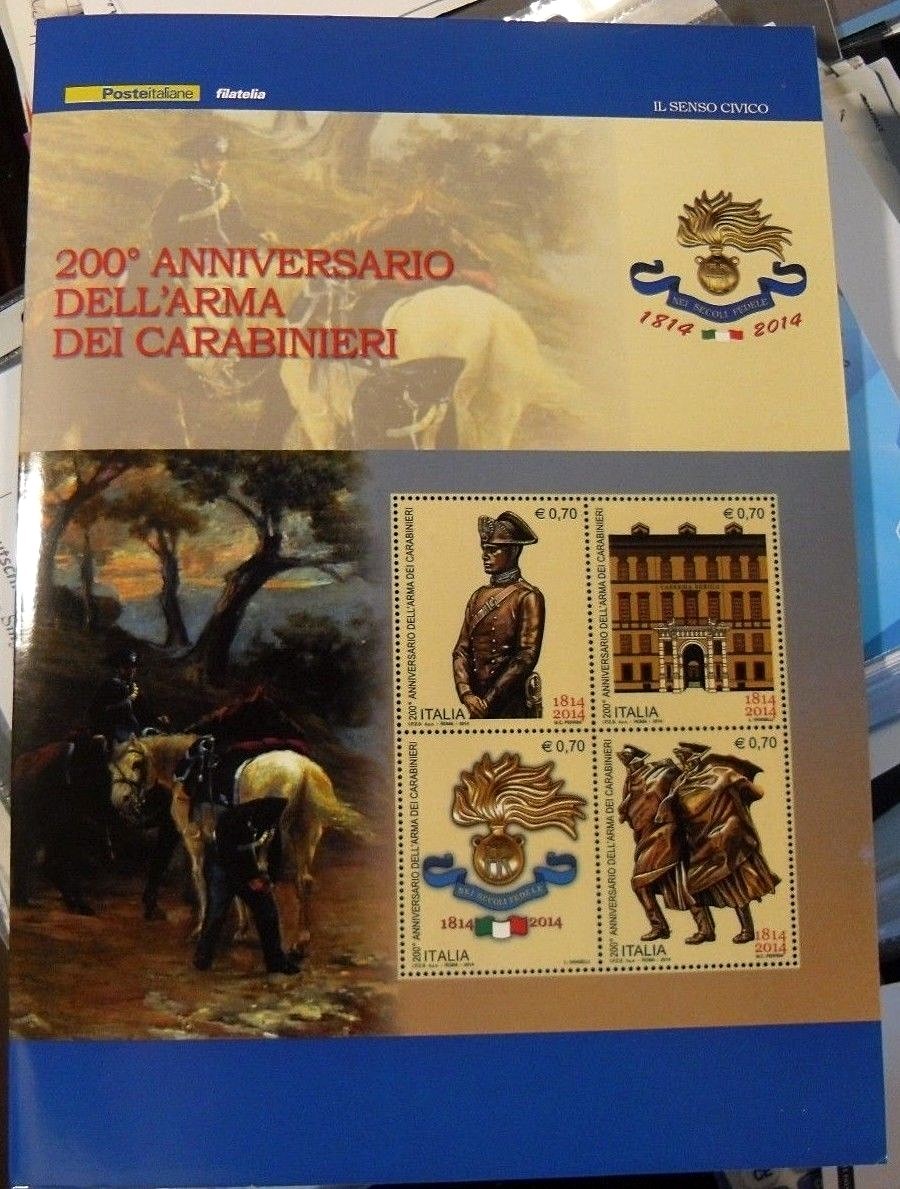 Posteitaliane filatelia
IL SENSO CIVICO
200° ANNIVERSARIO
DELL'ARMA
DEI CARABINIERI
NEI SECOLI FEDELE
1814 2014
€ 0,70
200° ANNIVERSARIO DELL'ARMA DEI CARABINIERI
ITALIA
1814
2014
€ 0,70
200° ANNIVERSARIO DELL'ARMA DEI CARABINIERI
ITALIA
1814
2014
€ 0,70
200° ANNIVERSARIO DELL'ARMA DEI CARABINIERI
NEI SECOLI FEDELE
1814 2014
ITALIA
€ 0,70
200° ANNIVERSARIO DELL'ARMA DEI CARABINIERI
ITALIA
1814
2014